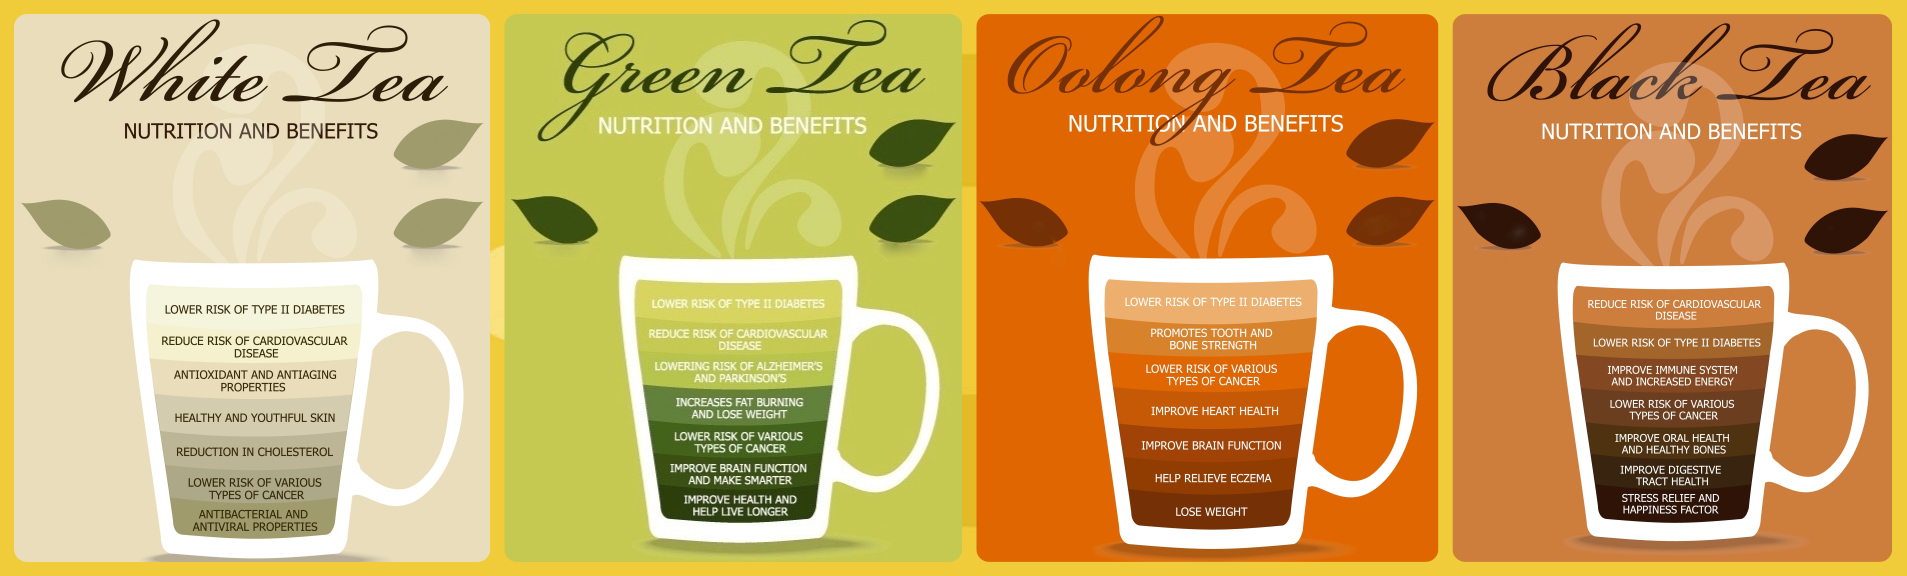 White Tea
NUTRITION AND BENEFITS
LOWER RISK OF TYPE II DIABETES
REDUCE RISK OF CARDIOVASCULAR
DISEASE
ANTIOXIDANT AND ANTIAGING
PROPERTIES
HEALTHY AND YOUTHFUL SKIN
REDUCTION IN CHOLESTEROL
LOWER RISK OF VARIOUS
TYPES OF CANCER
ANTIBACTERIAL AND
ANTIVIRAL PROPERTIES
Green Tea
NUTRITION AND BENEFITS
LOWER RISK OF TYPE II DIABETES
REDUCE RISK OF CARDIOVASCULAR
DISEASE
LOWERING RISK OF ALZHEIMER'S
AND PARKINSON'S
INCREASES FAT BURNING
AND LOSE WEIGHT
LOWER RISK OF VARIOUS
TYPES OF CANCER
IMPROVE BRAIN FUNCTION
AND MAKE SMARTER
IMPROVE HEALTH AND
HELP LIVE LONGER
Oolong Tea
NUTRITION AND BENEFITS
LOWER RISK OF TYPE II DIABETES
PROMOTES TOOTH AND
BONE STRENGTH
LOWER RISK OF VARIOUS
TYPES OF CANCER
IMPROVE HEART HEALTH
IMPROVE BRAIN FUNCTION
HELP RELIEVE ECZEMA
LOSE WEIGHT
Black Tea
NUTRITION AND BENEFITS
REDUCE RISK OF CARDIOVASCULAR
DISEASE
LOWER RISK OF TYPE II DIABETES
IMPROVE IMMUNE SYSTEM
AND INCREASED ENERGY
LOWER RISK OF VARIOUS
TYPES OF CANCER
IMPROVE ORAL HEALTH
AND HEALTHY BONES
IMPROVE DIGESTIVE
TRACT HEALTH
STRESS RELIEF AND
HAPPINESS FACTOR